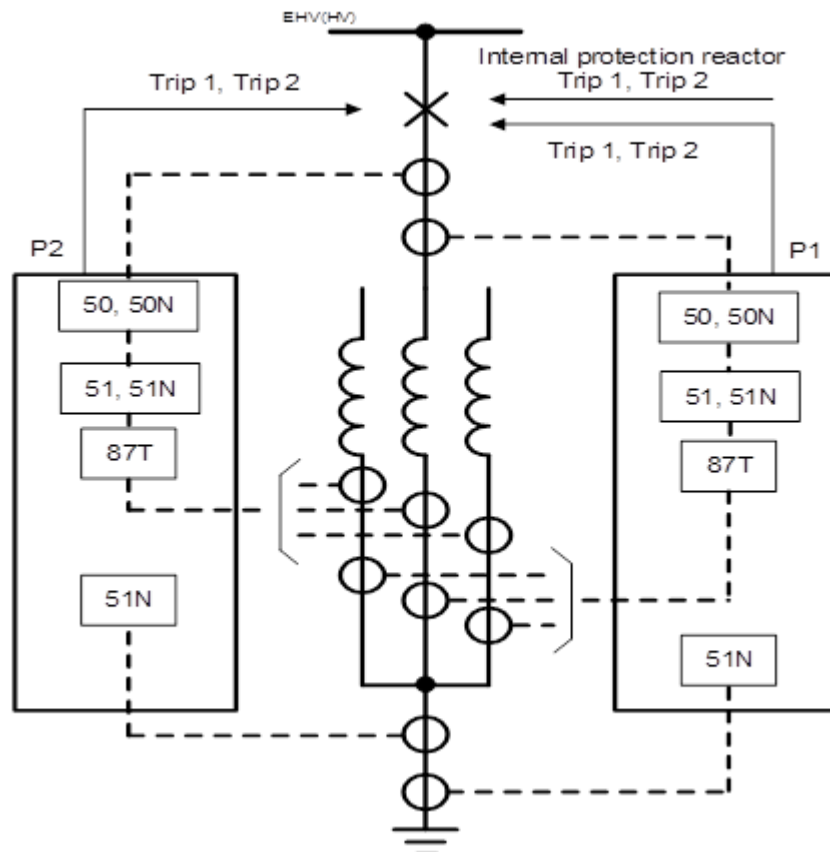 EHV(HV)
Internal protection reactor
Trip 1, Trip 2
Trip 1, Trip 2
Trip 1, Trip 2
P2
P1
50, 50N
50, 50N
51, 51N
51, 51N
87T
87T
51N
51N